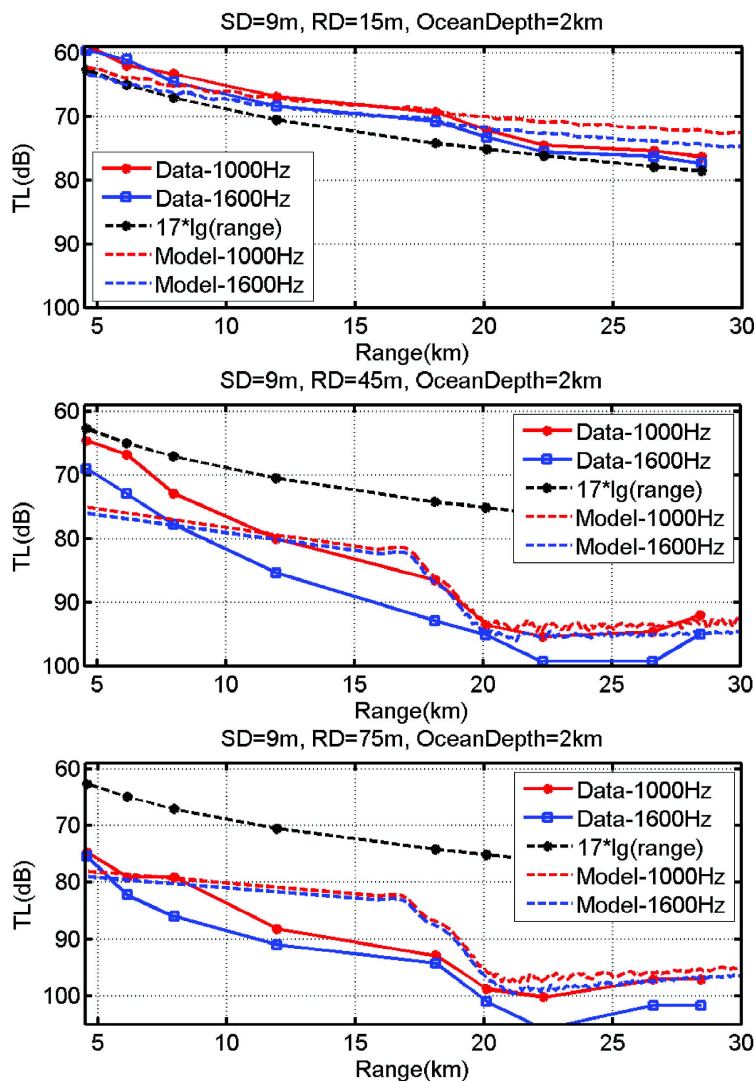 SD=9m, RD=15m, OceanDepth=2km
60
70
80
90
100
TL(dB)
Data-1000Hz
Data-1600Hz
17*lg(range)
Model-1000Hz
Model-1600Hz
5 10 15 20 25 30
Range(km)
SD=9m, RD=45m, OceanDepth=2km
60
70
80
90
100
TL(dB)
Data-1000Hz
Data-1600Hz
17*lg(range)
Model-1000Hz
Model-1600Hz
5 10 15 20 25 30
Range(km)
SD=9m, RD=75m, OceanDepth=2km
60
70
80
90
100
TL(dB)
Data-1000Hz
Data-1600Hz
17*lg(range)
Model-1000Hz
Model-1600Hz
5 10 15 20 25 30
Range(km)